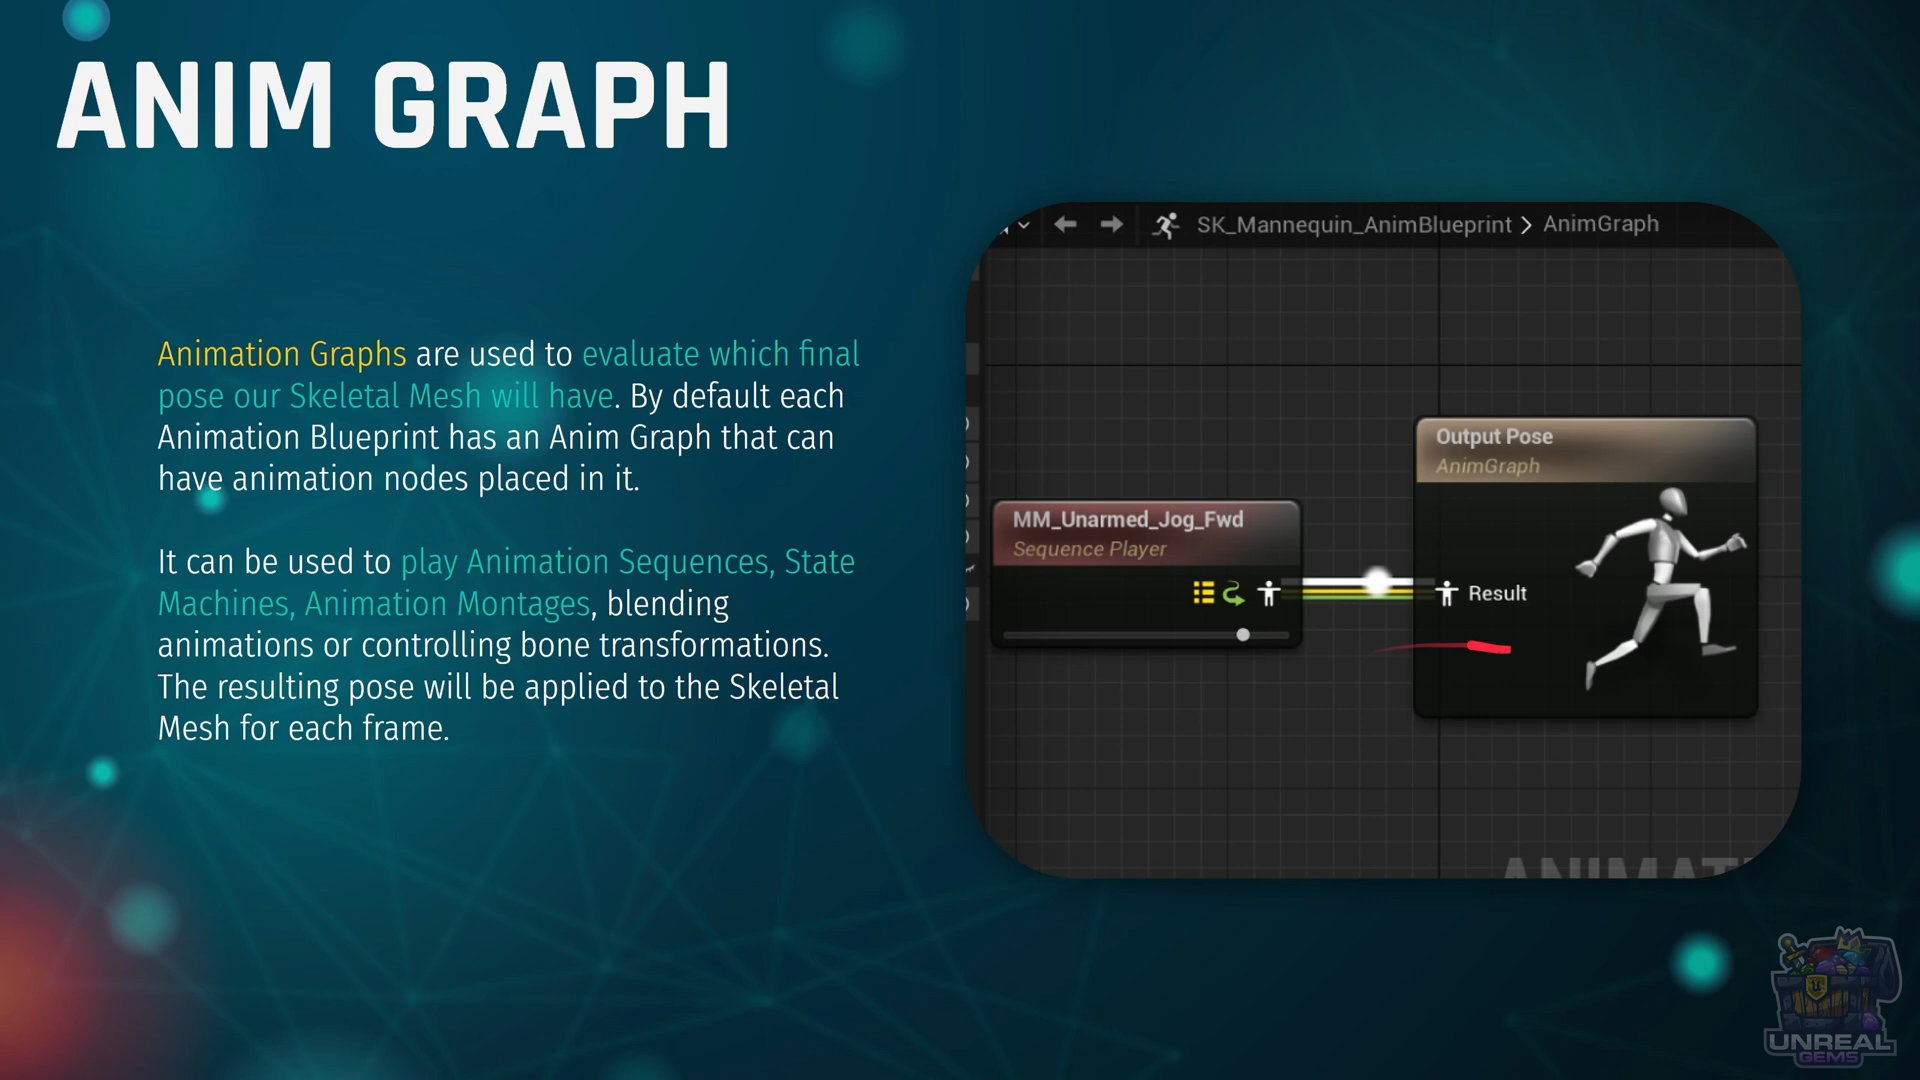 ANIM GRAPH
Animation Graphs are used to evaluate which final
pose our Skeletal Mesh will have. By default each
Animation Blueprint has an Anim Graph that can
have animation nodes placed in it.
It can be used to play Animation Sequences, State
Machines, Animation Montages, blending
animations or controlling bone transformations.
The resulting pose will be applied to the Skeletal
Mesh for each frame.
SK_Mannequin_AnimBlueprint > AnimGraph
Output Pose
AnimGraph
MM_Unarmed_Jog_Fwd
Sequence Player
Result
UNREAL
GEMS